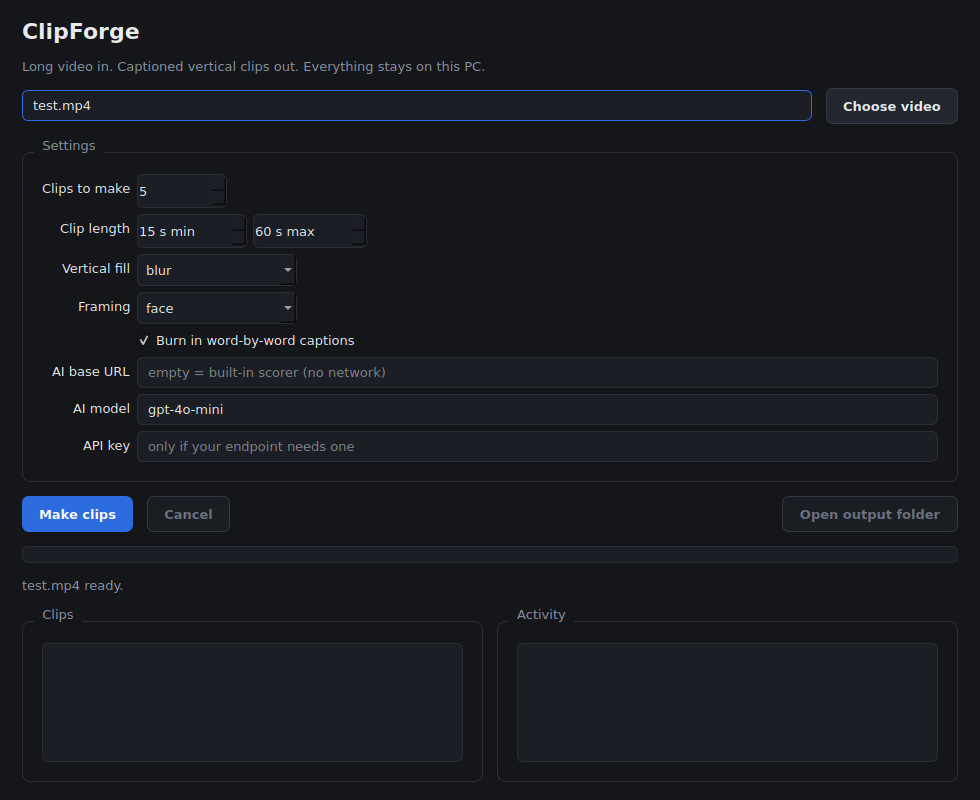 ClipForge
Long video in. Captioned vertical clips out. Everything stays on this PC.
test.mp4
Choose video
Settings
Clips to make 5
Clip length 15 s min 60 s max
Vertical fill blur
Framing face
✓ Burn in word-by-word captions
AI base URL empty = built-in scorer (no network)
AI model gpt-4o-mini
API key only if your endpoint needs one
Make clips Cancel Open output folder
test.mp4 ready.
Clips Activity